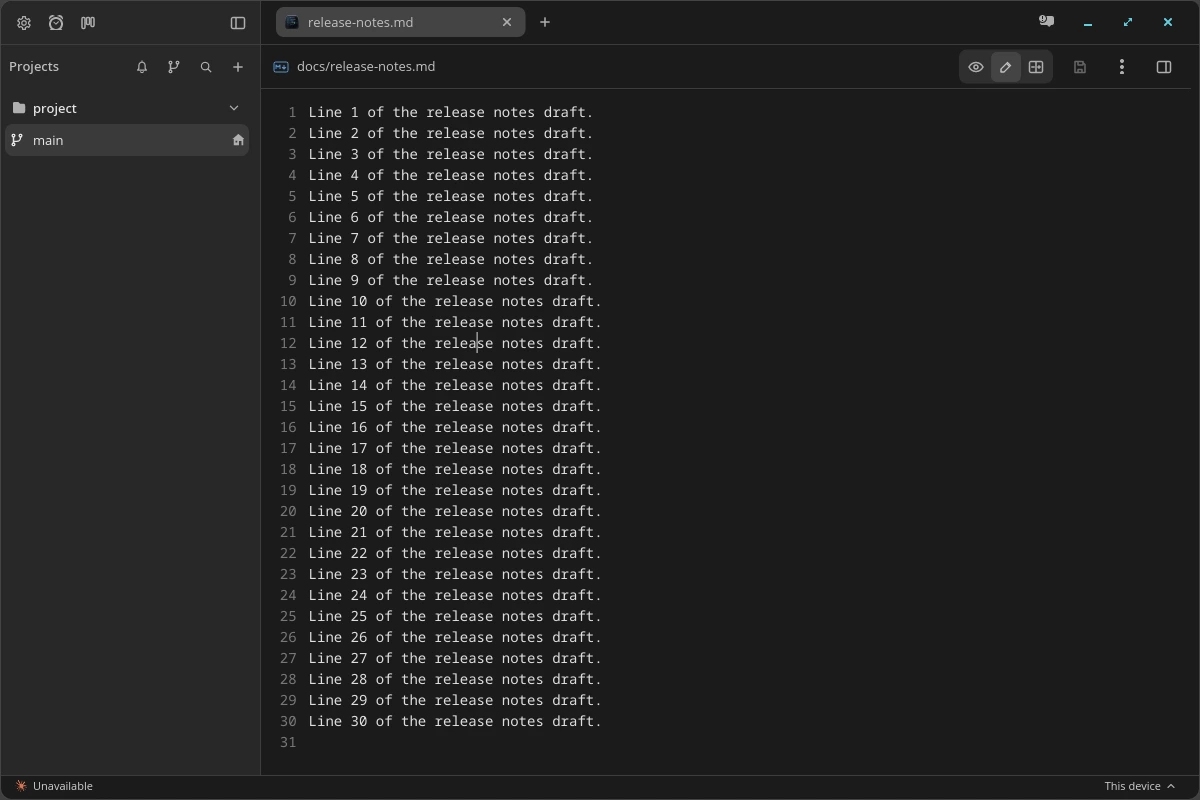 release-notes.md
Projects
docs/release-notes.md
project
main
1 Line 1 of the release notes draft.
2 Line 2 of the release notes draft.
3 Line 3 of the release notes draft.
4 Line 4 of the release notes draft.
5 Line 5 of the release notes draft.
6 Line 6 of the release notes draft.
7 Line 7 of the release notes draft.
8 Line 8 of the release notes draft.
9 Line 9 of the release notes draft.
10 Line 10 of the release notes draft.
11 Line 11 of the release notes draft.
12 Line 12 of the release notes draft.
13 Line 13 of the release notes draft.
14 Line 14 of the release notes draft.
15 Line 15 of the release notes draft.
16 Line 16 of the release notes draft.
17 Line 17 of the release notes draft.
18 Line 18 of the release notes draft.
19 Line 19 of the release notes draft.
20 Line 20 of the release notes draft.
21 Line 21 of the release notes draft.
22 Line 22 of the release notes draft.
23 Line 23 of the release notes draft.
24 Line 24 of the release notes draft.
25 Line 25 of the release notes draft.
26 Line 26 of the release notes draft.
27 Line 27 of the release notes draft.
28 Line 28 of the release notes draft.
29 Line 29 of the release notes draft.
30 Line 30 of the release notes draft.
31
Unavailable
This device